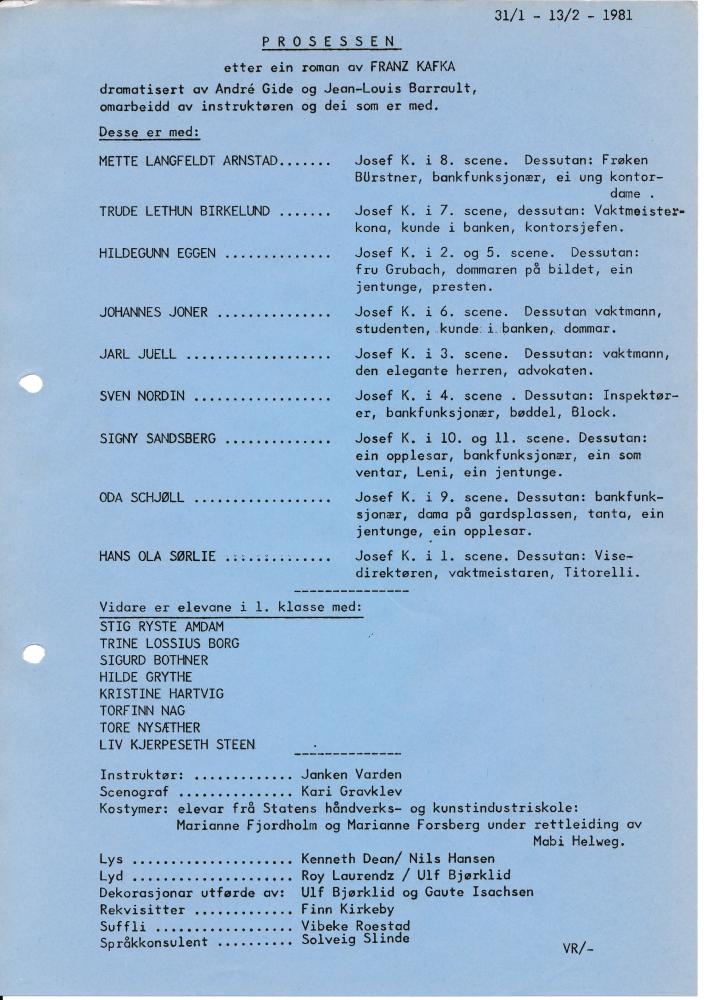 31/1 - 13/2 - 1981
PROSESSEN
etter ein roman av FRANZ KAFKA
dramatisert av André Gide og Jean-Louis Barrault,
omarbeidd av instruktøren og dei som er med.
Desse er med:
METTE LANGFELDT ARNSTAD....... Josef K. i 8. scene. Dessutan: Frøken
Bürstner, bankfunksjonær, ei ung kontor-
dame .
TRUDE LETHUN BIRKELUND ....... Josef K. i 7. scene, dessutan: Vaktmeister-
kona, kunde i banken, kontorsjefen.
HILDEGUNN EGGEN .............. Josef K. i 2. og 5. scene. Dessutan:
fru Grubach, dommaren på bildet, ein
jentunge, presten.
JOHANNES JONER ............... Josef K. i 6. scene. Dessutan vaktmann,
studenten, kunde i banken, dommar.
JARL JUELL ................... Josef K. i 3. scene. Dessutan: vaktmann,
den elegante herren, advokaten.
SVEN NORDIN .................. Josef K. i 4. scene . Dessutan: Inspektør-
er, bankfunksjonær, bøddel, Block.
SIGNY SANDSBERG .............. Josef K. i 10. og 11. scene. Dessutan:
ein opplesar, bankfunksjonær, ein som
ventar, Leni, ein jentunge.
ODA SCHJØLL .................. Josef K. i 9. scene. Dessutan: bankfunk-
sjonær, dama på gardsplassen, tanta, ein
jentunge, ein opplesar.
HANS OLA SØRLIE .............. Josef K. i 1. scene. Dessutan: Vise-
direktøren, vaktmeistaren, Titorelli.
---------------
Vidare er elevane i 1. klasse med:
STIG RYSTE AMDAM
TRINE LOSSIUS BORG
SIGURD BOTHNER
HILDE GRYTHE
KRISTINE HARTVIG
TORFINN NAG
TORE NYSÆTHER
LIV KJERPESETH STEEN
--------------
Instruktør: ............. Janken Varden
Scenograf ............... Kari Gravklev
Kostymer: elevar frå Statens håndverks- og kunstindustriskole:
Marianne Fjordholm og Marianne Forsberg under rettleiding av
Mabi Helweg.
Lys ..................... Kenneth Dean/ Nils Hansen
Lyd ..................... Roy Laurendz / Ulf Bjørklid
Dekorasjonar utførde av: Ulf Bjørklid og Gaute Isachsen
Rekvisitter ............. Finn Kirkeby
Suffli .................. Vibeke Roestad
Språkkonsulent .......... Solveig Slinde
VR/-